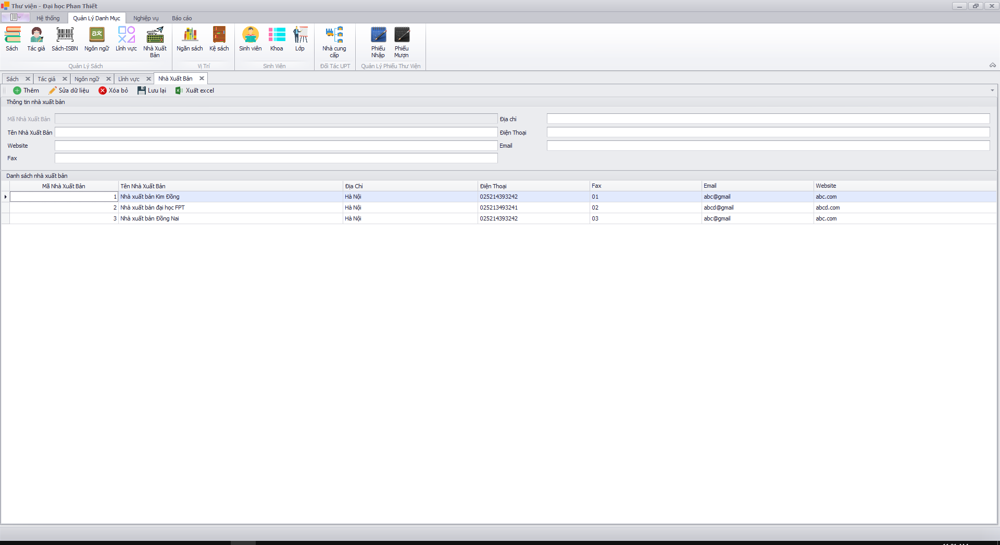 Thư viện - Đại học Phan Thiết
Hệ thống Quản Lý Danh Mục Nghiệp vụ Báo cáo
Sách Tác giả Sách-ISBN Ngôn ngữ Lĩnh vực Nhà Xuất Bản Ngăn sách Kệ sách Sinh viên Khoa Lớp Nhà cung cấp Phiếu Nhập Phiếu Mượn
Quản Lý Sách Vị Trí Sinh Viên Đối Tác UPT Quản Lý Phiếu Thư Viện
Sách Tác giả Ngôn ngữ Lĩnh vực Nhà Xuất Bản
Thêm Sửa dữ liệu Xóa bỏ Lưu lại Xuất excel
Thông tin nhà xuất bản
Mã Nhà Xuất Bản Địa chỉ
Tên Nhà Xuất Bản Điện Thoại
Website Email
Fax
Danh sách nhà xuất bản
Mã Nhà Xuất Bản Tên Nhà Xuất Bản Địa Chỉ Điện Thoại Fax Email Website
1 Nhà xuất bản Kim Đồng Hà Nội 025214393242 01 abc@gmail abc.com
2 Nhà xuất bản đại học FPT Hà Nội 025213493241 02 abcd@gmail abcd.com
3 Nhà xuất bản Đồng Nai Hà Nội 025214393242 03 abc@gmail abc.com